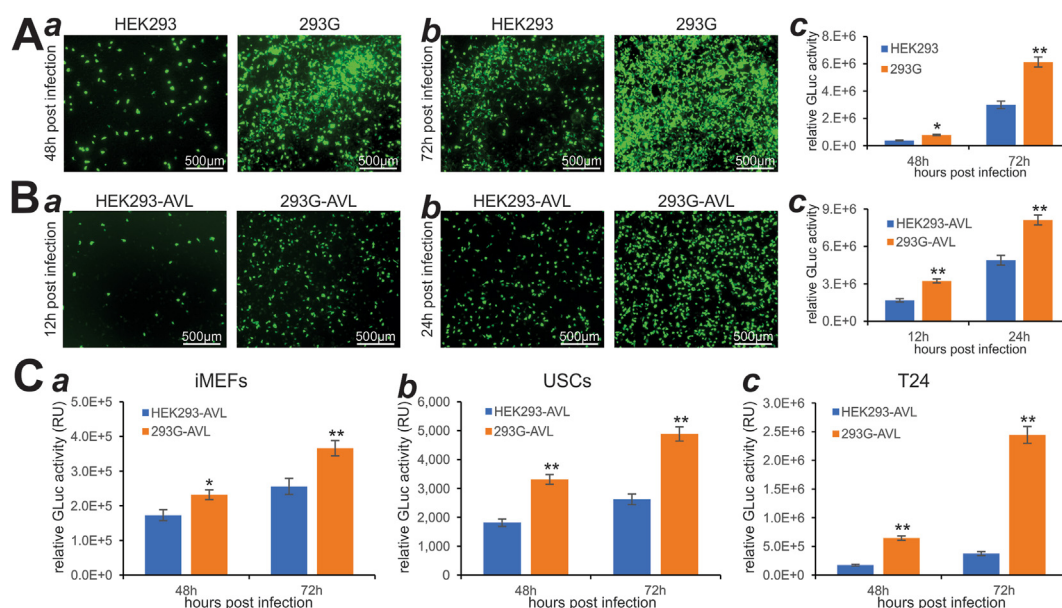 A
a
HEK293
293G
48h post infection
500µm
500µm
b
HEK293
293G
72h post infection
500µm
500µm
c
relative GLuc activity
8.E+6
6.E+6
4.E+6
2.E+6
0.E+0
HEK293
293G
*
**
48h
72h
hours post infection
B
a
HEK293-AVL
293G-AVL
12h post infection
500µm
500µm
b
HEK293-AVL
293G-AVL
24h post infection
500µm
500µm
c
relative GLuc activity
9.E+6
6.E+6
3.E+6
0.E+0
HEK293-AVL
293G-AVL
**
**
12h
24h
hours post infection
C
a
iMEFs
relative GLuc activity (RU)
5.0E+5
4.0E+5
3.0E+5
2.0E+5
1.0E+5
0.0E+0
HEK293-AVL
293G-AVL
*
**
48h
72h
hours post infection
b
USCs
relative GLuc activity (RU)
6,000
5,000
4,000
3,000
2,000
1,000
0
HEK293-AVL
293G-AVL
**
**
48h
72h
hours post infection
c
T24
relative GLuc activity (RU)
3.0E+6
2.5E+6
2.0E+6
1.5E+6
1.0E+6
5.0E+5
0.0E+0
HEK293-AVL
293G-AVL
**
**
48h
72h
hours post infection